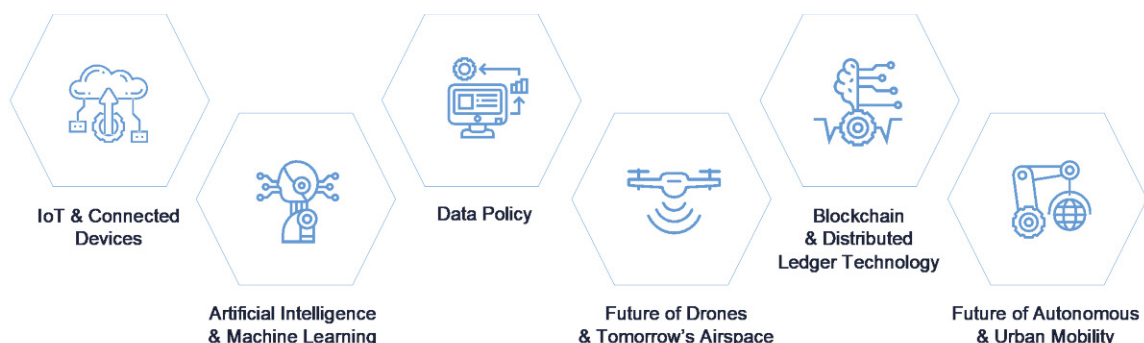 IoT & Connected
Devices
Artificial Intelligence
& Machine Learning
Data Policy
Future of Drones
& Tomorrow's Airspace
Blockchain
& Distributed
Ledger Technology
Future of Autonomous
& Urban Mobility